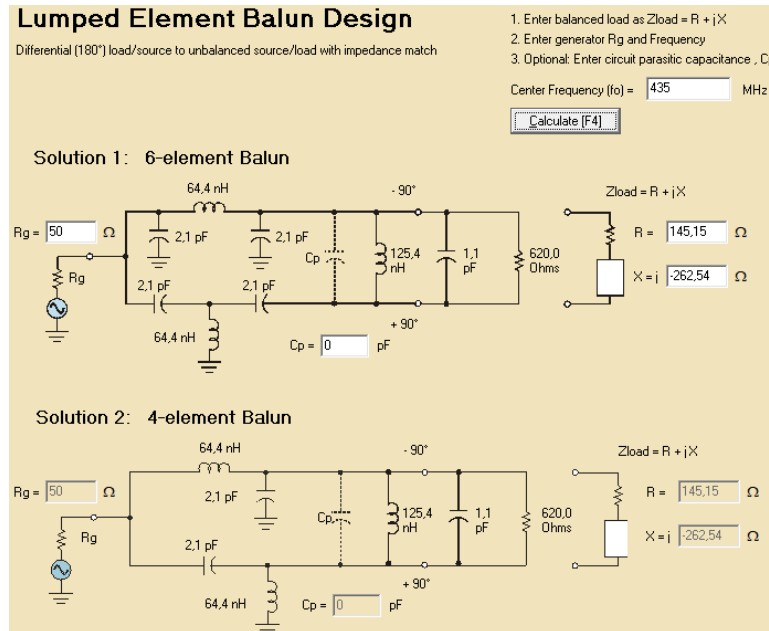 Lumped Element Balun Design
Differential (180°) load/source to unbalanced source/load with impedance match
1. Enter balanced load as Zload = R + jX
2. Enter generator Rg and Frequency
3. Optional: Enter circuit parasitic capacitance , C
Center Frequency (fo) = 435 MHz
Calculate [F4]
Solution 1: 6-element Balun
64,4 nH
- 90°
Zload = R + jX
Rg = 50 Ω
2,1 pF
2,1 pF
Cp
125,4 nH
1,1 pF
620,0 Ohms
R = 145,15 Ω
Rg
2,1 pF
2,1 pF
X = j -262,54 Ω
64,4 nH
+ 90°
Cp = 0 pF
Solution 2: 4-element Balun
64,4 nH
- 90°
Zload = R + jX
Rg = 50 Ω
2,1 pF
Cp
125,4 nH
1,1 pF
620,0 Ohms
R = 145,15 Ω
Rg
2,1 pF
X = j -262,54 Ω
+ 90°
64,4 nH
Cp = 0 pF